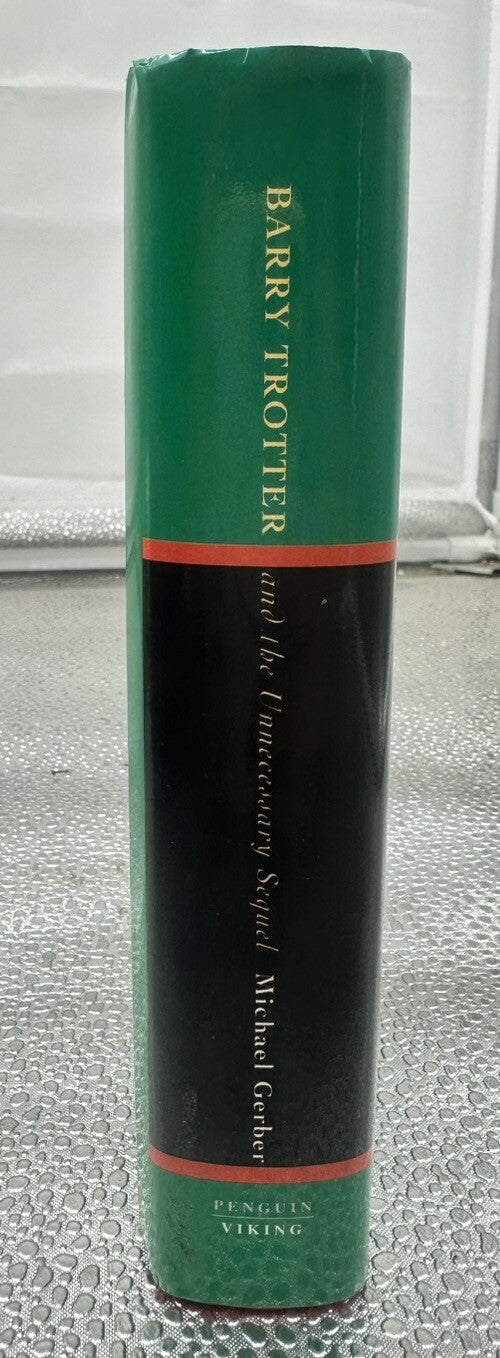 BARRY TROTTER
and the Unnecessary Sequel
Michael Gerber
PENGUIN
VIKING